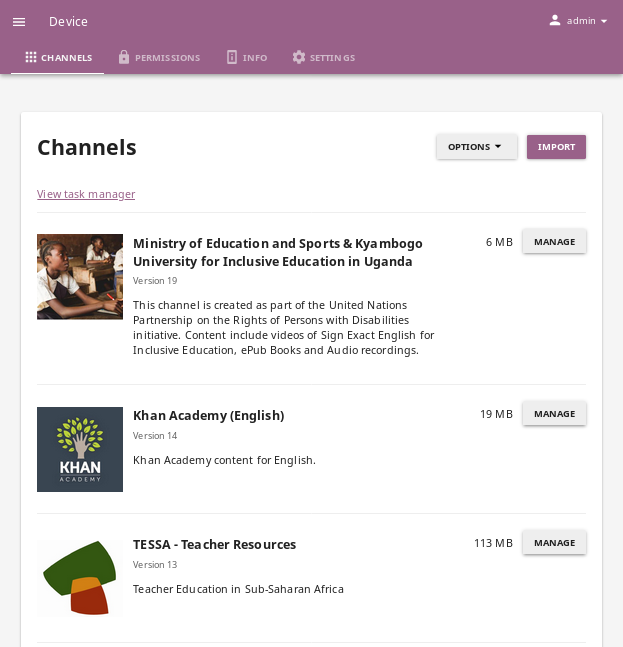 Device
admin
CHANNELS
PERMISSIONS
INFO
SETTINGS
Channels
OPTIONS
IMPORT
View task manager
Ministry of Education and Sports & Kyambogo
University for Inclusive Education in Uganda
6 MB
MANAGE
Version 19
This channel is created as part of the United Nations
Partnership on the Rights of Persons with Disabilities
initiative. Content include videos of Sign Exact English for
Inclusive Education, ePub Books and Audio recordings.
KHAN
ACADEMY
Khan Academy (English)
19 MB
MANAGE
Version 14
Khan Academy content for English.
TESSA - Teacher Resources
113 MB
MANAGE
Version 13
Teacher Education in Sub-Saharan Africa